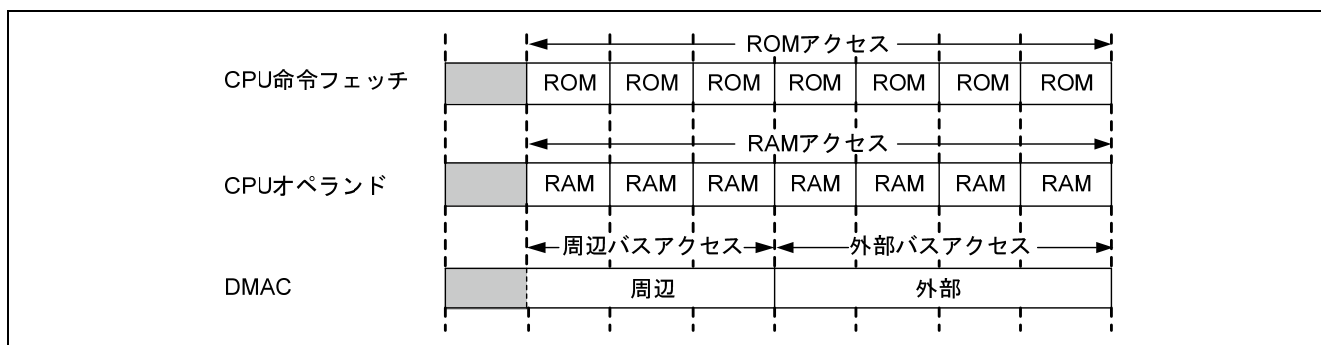 ROMアクセス
CPU命令フェッチ ROM ROM ROM ROM ROM ROM ROM
RAMアクセス
CPUオペランド RAM RAM RAM RAM RAM RAM RAM
周辺バスアクセス 外部バスアクセス
DMAC 周辺 外部